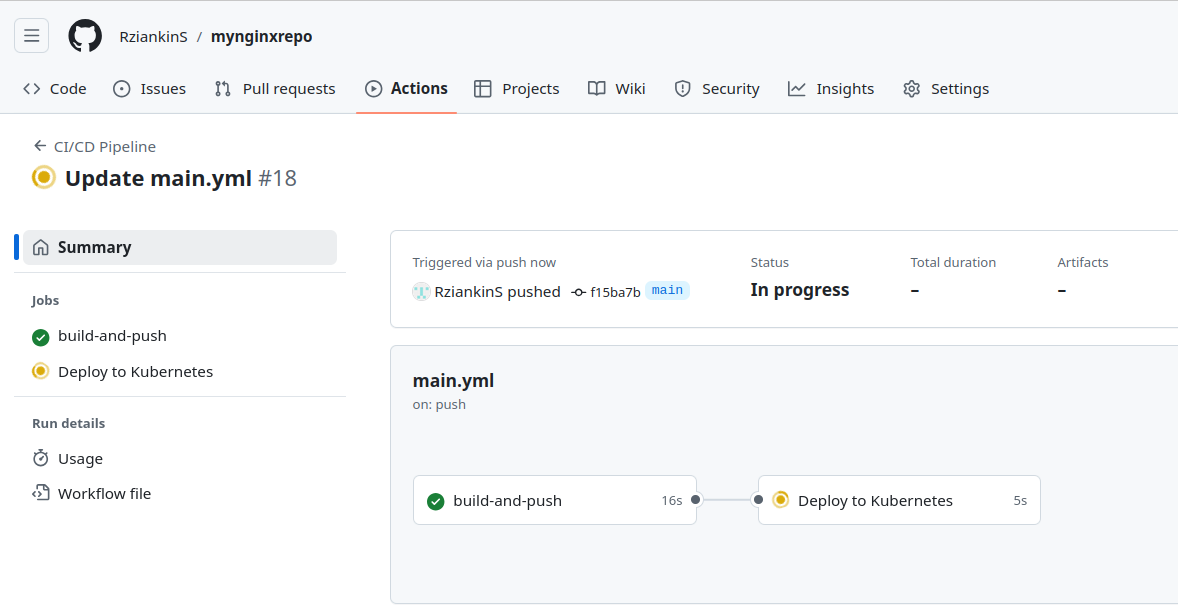 RziankinS / mynginxrepo
Code Issues Pull requests Actions Projects Wiki Security Insights Settings
CI/CD Pipeline
Update main.yml #18
Summary
Jobs
build-and-push
Deploy to Kubernetes
Run details
Usage
Workflow file
Triggered via push now
RziankinS pushed f15ba7b main
Status
In progress
Total duration
–
Artifacts
–
main.yml
on: push
build-and-push 16s
Deploy to Kubernetes 5s